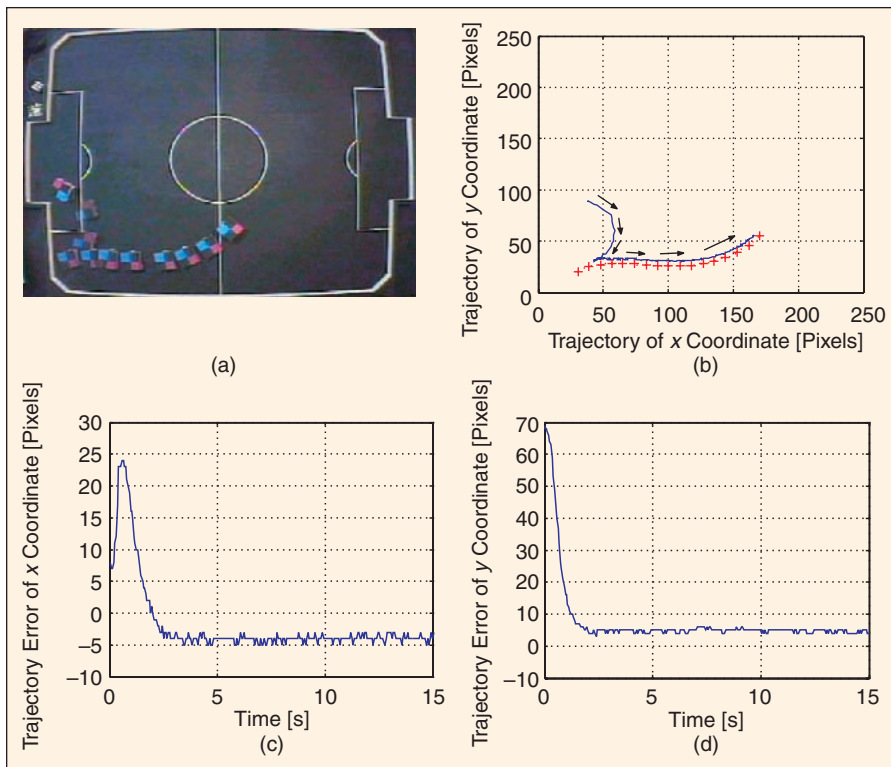 (a)
Trajectory of y Coordinate [Pixels]
250
200
150
100
50
0
0 50 100 150 200 250
Trajectory of x Coordinate [Pixels]
(b)
Trajectory Error of x Coordinate [Pixels]
30
25
20
15
10
5
0
−5
−10
0 5 10 15
Time [s]
(c)
Trajectory Error of y Coordinate [Pixels]
70
60
50
40
30
20
10
0
−10
0 5 10 15
Time [s]
(d)